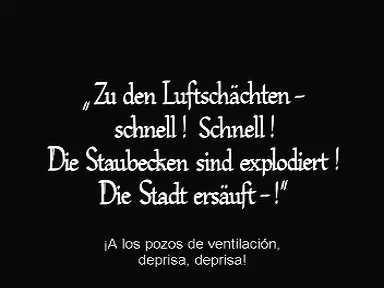 „Zu den Luftschächten –
schnell! Schnell!
Die Staubecken sind explodiert!
Die Stadt ersäuft –!“
¡A los pozos de ventilación,
deprisa, deprisa!